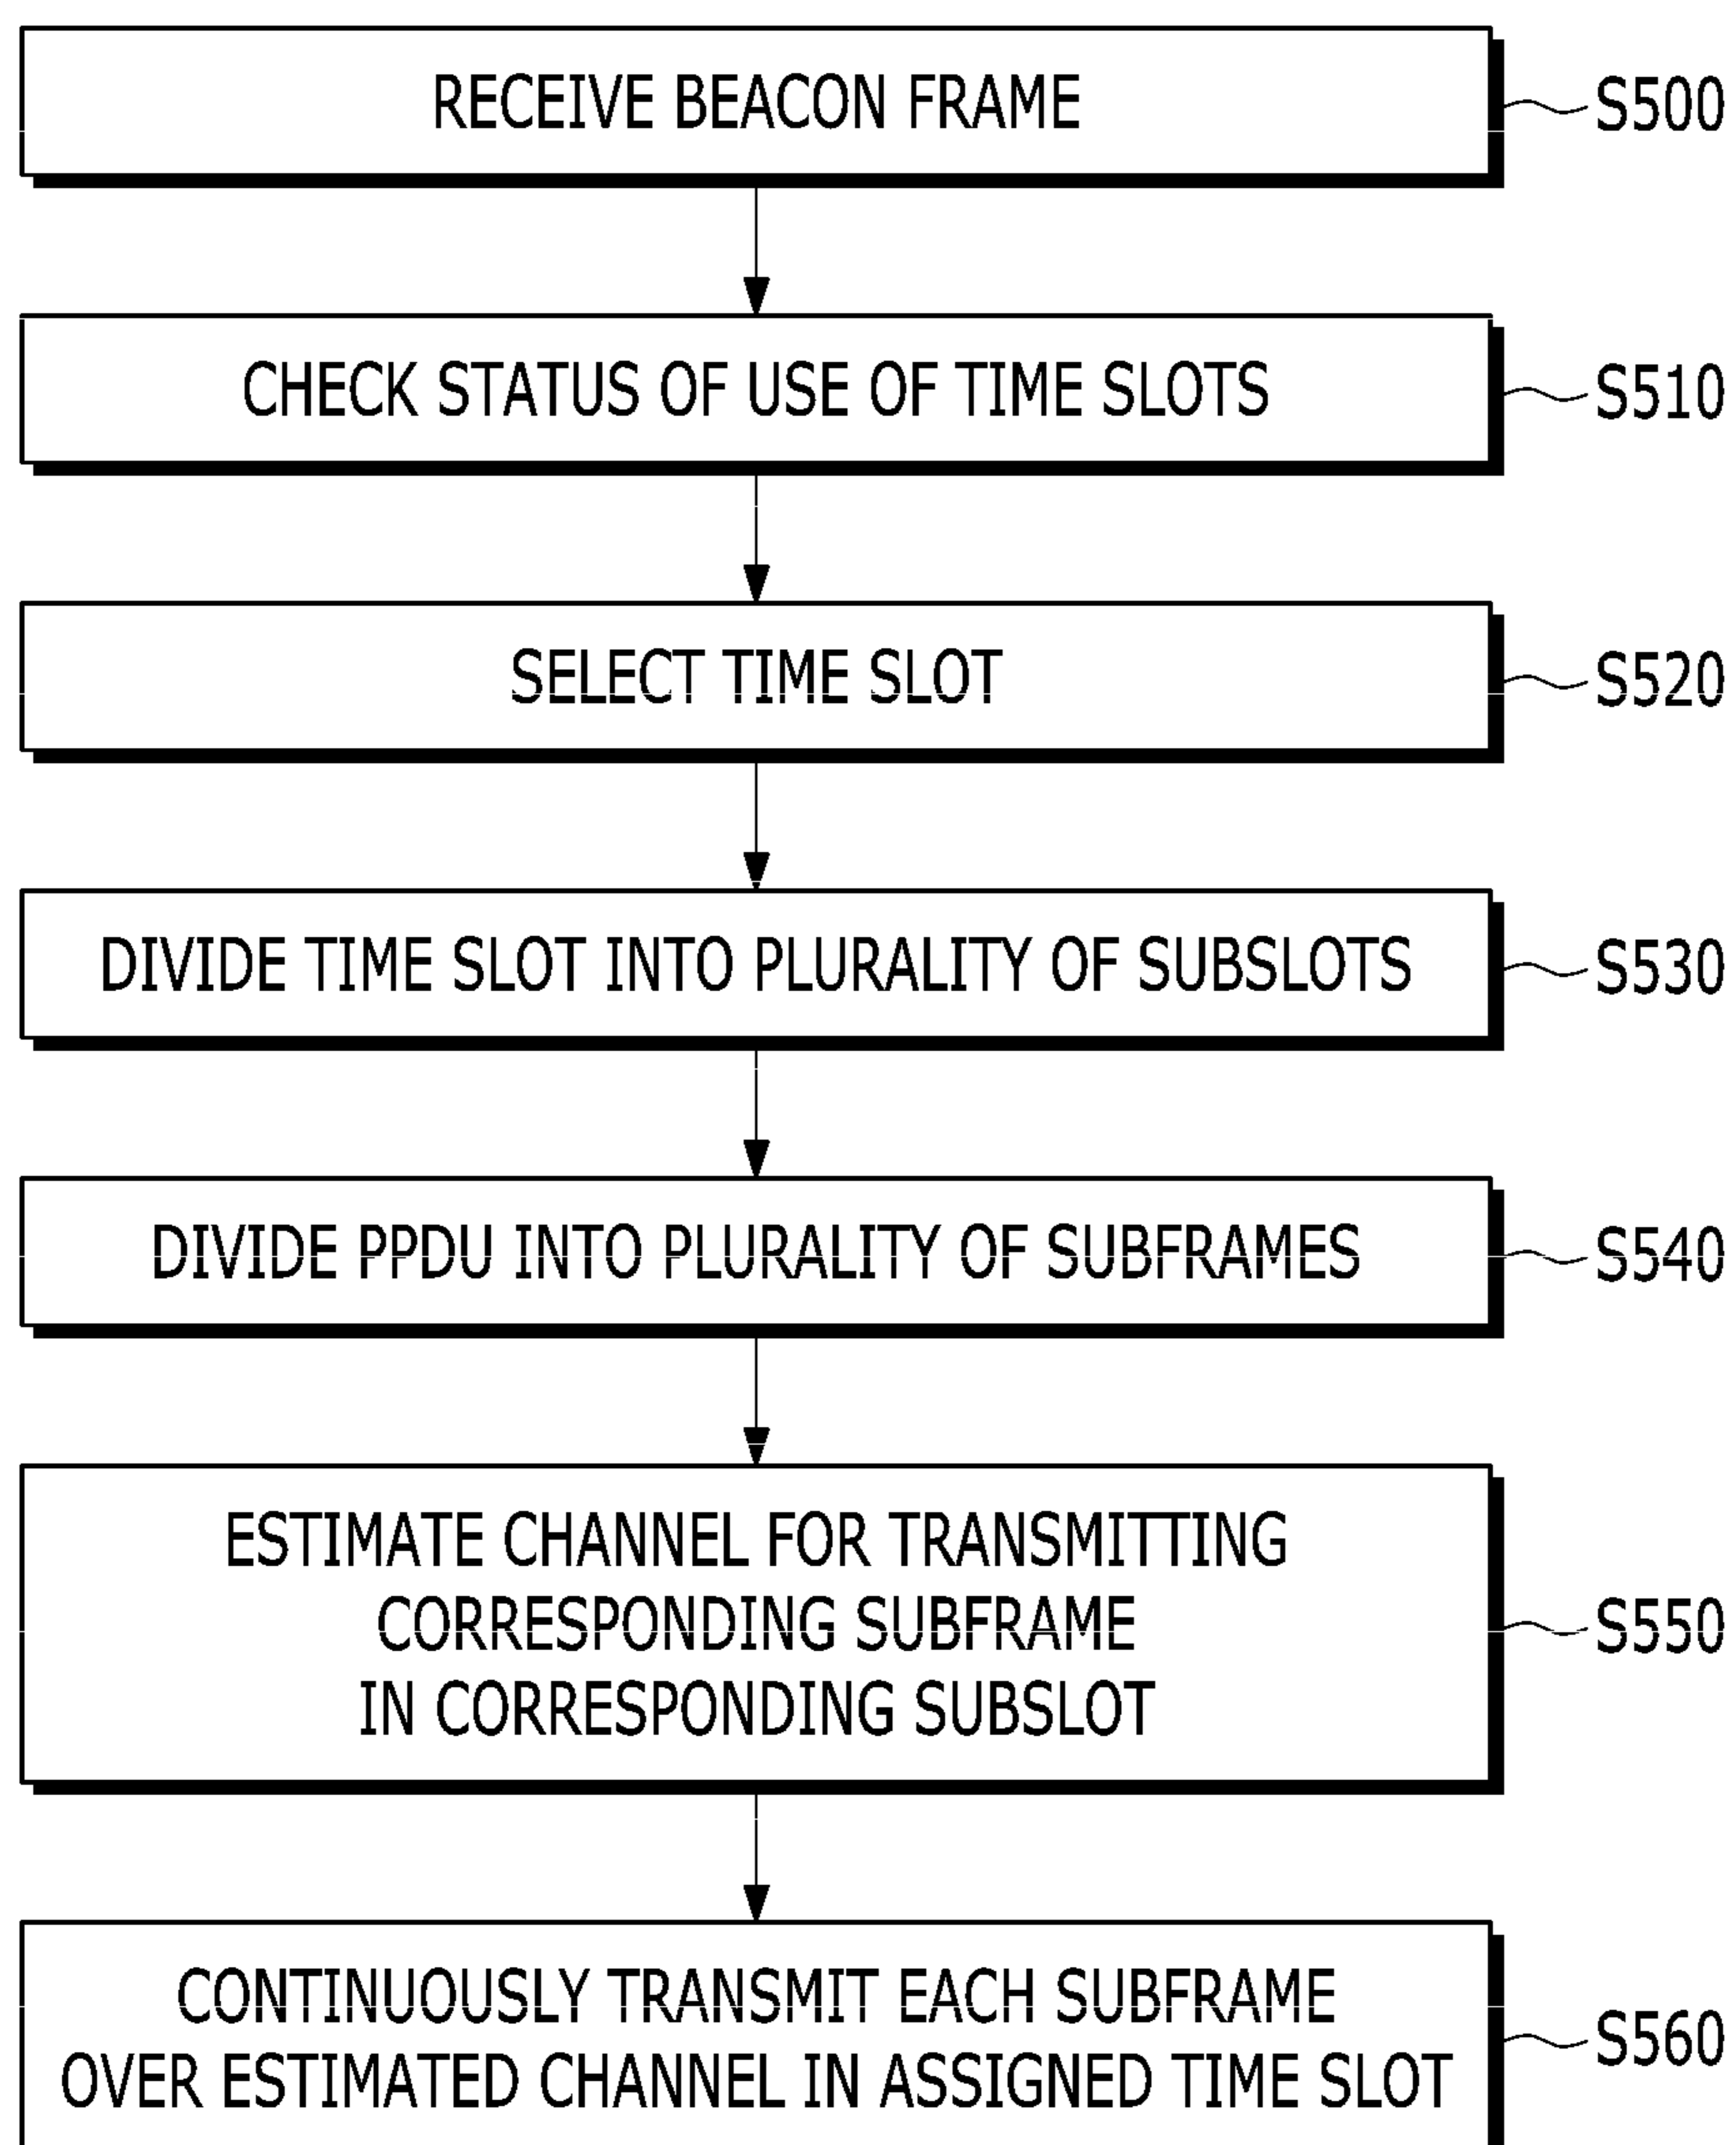 RECEIVE BEACON FRAME
S500
CHECK STATUS OF USE OF TIME SLOTS
S510
SELECT TIME SLOT
S520
DIVIDE TIME SLOT INTO PLURALITY OF SUBSLOTS
S530
DIVIDE PPDU INTO PLURALITY OF SUBFRAMES
S540
ESTIMATE CHANNEL FOR TRANSMITTING
CORRESPONDING SUBFRAME
IN CORRESPONDING SUBSLOT
S550
CONTINUOUSLY TRANSMIT EACH SUBFRAME
OVER ESTIMATED CHANNEL IN ASSIGNED TIME SLOT
S560